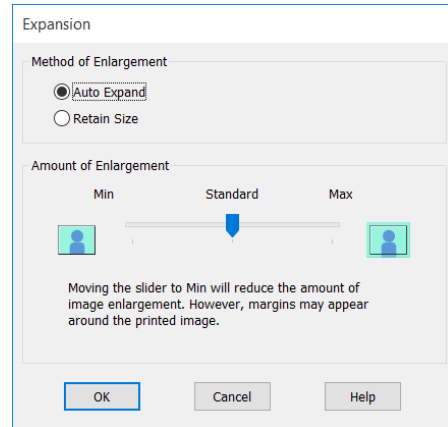 Expansion
Method of Enlargement
Auto Expand
Retain Size
Amount of Enlargement
Min Standard Max
Moving the slider to Min will reduce the amount of
image enlargement. However, margins may appear
around the printed image.
OK Cancel Help